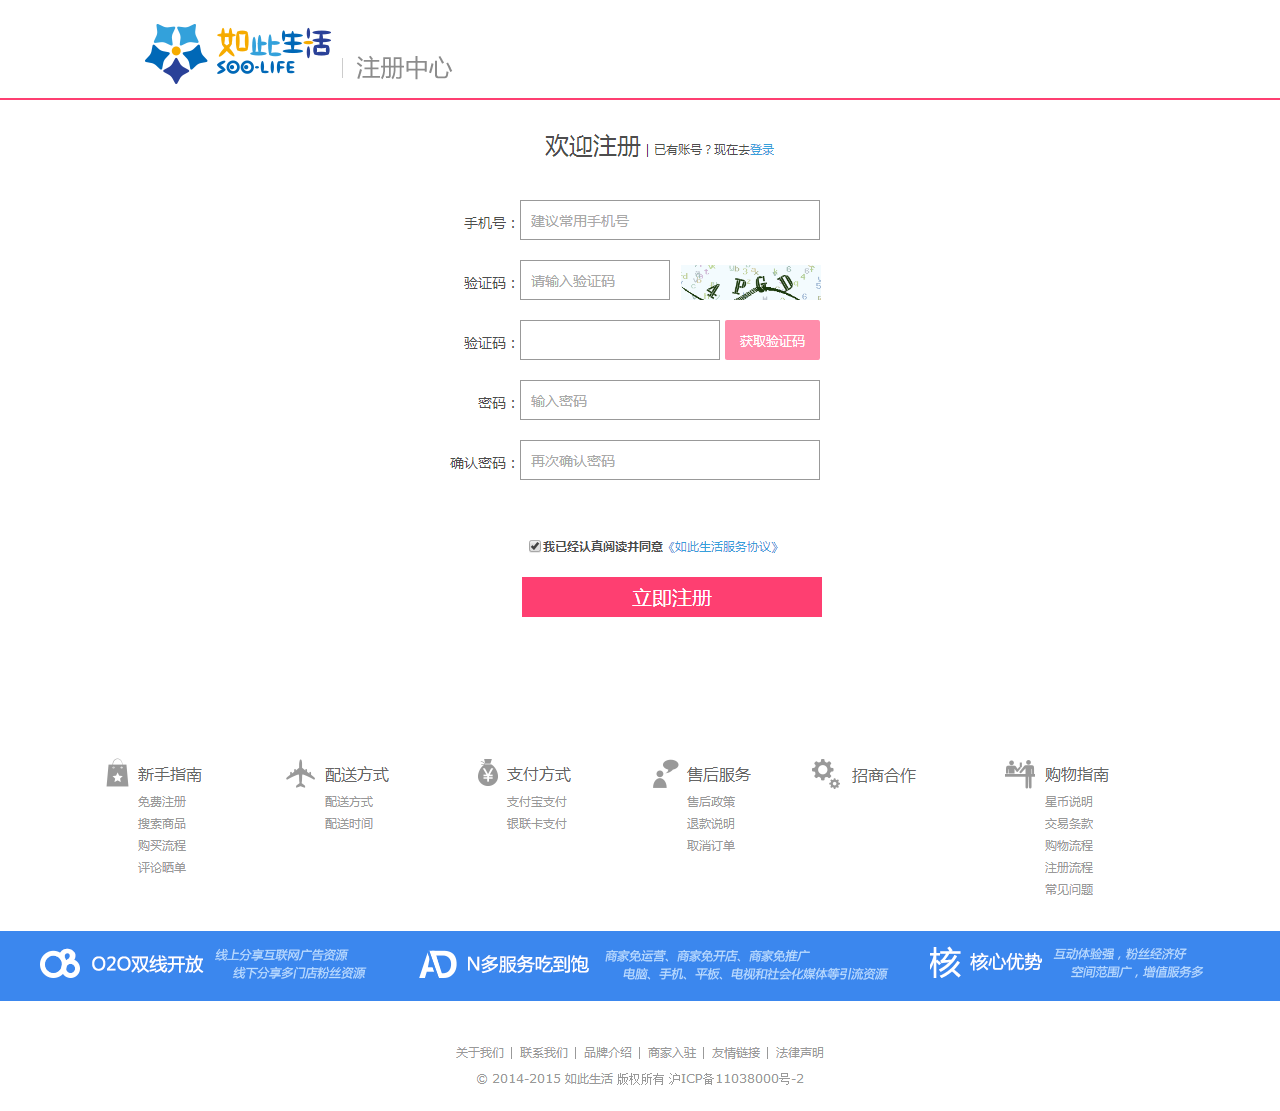 如此生活
SOO-LIFE
注册中心
欢迎注册 | 已有账号？现在去登录
手机号： 建议常用手机号
验证码： 请输入验证码 4 P G D
验证码： 获取验证码
密码： 输入密码
确认密码： 再次确认密码
我已经认真阅读并同意《如此生活服务协议》
立即注册
新手指南
免费注册
搜索商品
购买流程
评论晒单
配送方式
配送方式
配送时间
支付方式
支付宝支付
银联卡支付
售后服务
售后政策
退款说明
取消订单
招商合作
购物指南
星币说明
交易条款
购物流程
注册流程
常见问题
O2O双线开放
线上分享互联网广告资源
线下分享多门店粉丝资源
AD N多服务吃到饱
商家免运营、商家免开店、商家免推广
电脑、手机、平板、电视和社会化媒体等引流资源
核 核心优势
互动体验强，粉丝经济好
空间范围广，增值服务多
关于我们 | 联系我们 | 品牌介绍 | 商家入驻 | 友情链接 | 法律声明
© 2014-2015 如此生活 版权所有 沪ICP备11038000号-2